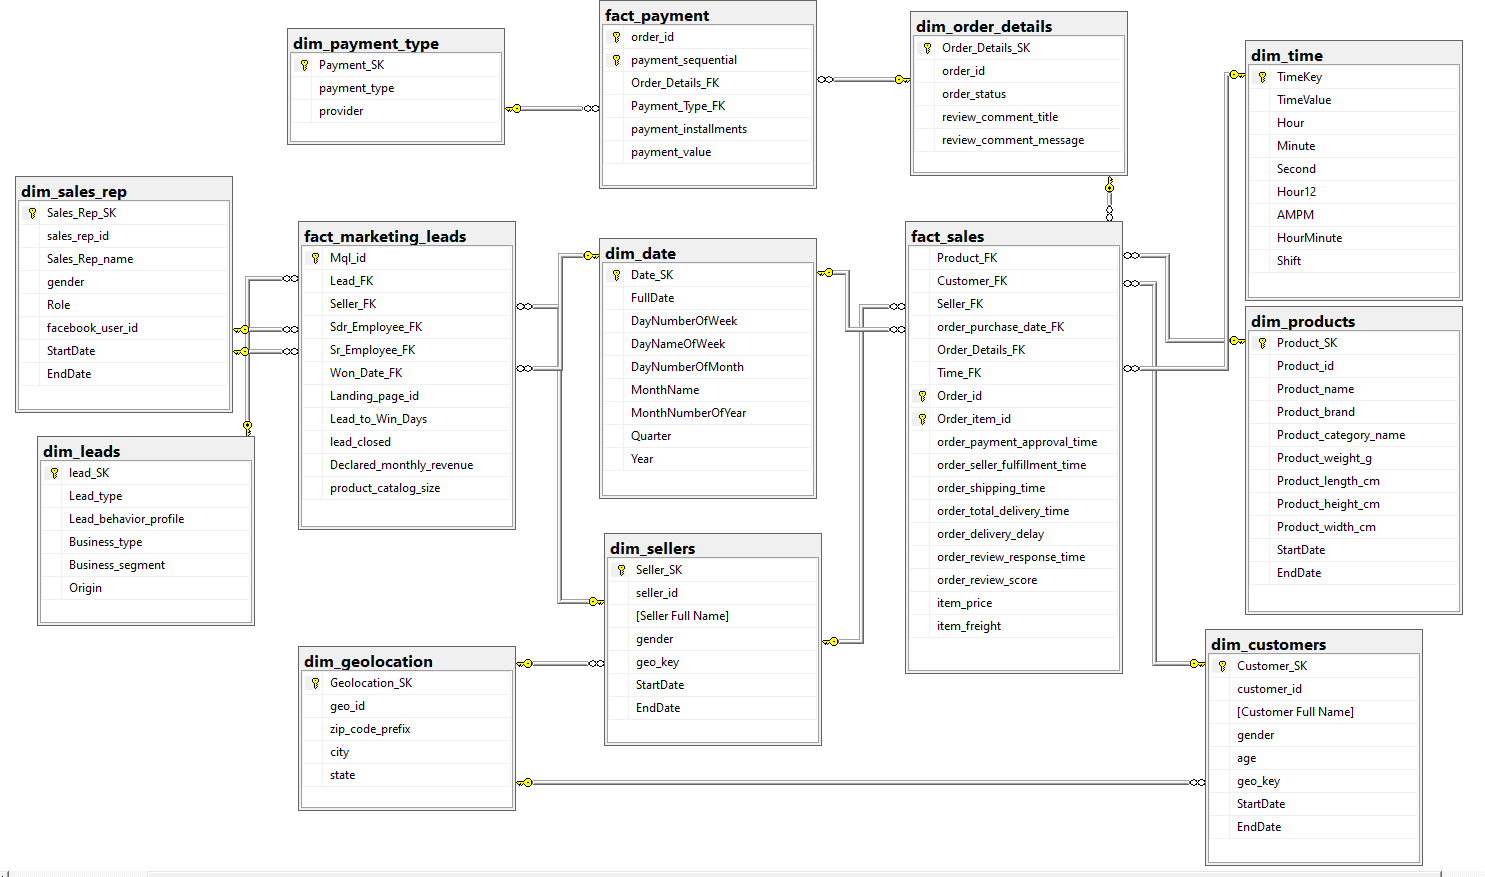 dim_payment_type
Payment_SK
payment_type
provider
fact_payment
order_id
payment_sequential
Order_Details_FK
Payment_Type_FK
payment_installments
payment_value
dim_order_details
Order_Details_SK
order_id
order_status
review_comment_title
review_comment_message
dim_time
TimeKey
TimeValue
Hour
Minute
Second
Hour12
AMPM
HourMinute
Shift
dim_sales_rep
Sales_Rep_SK
sales_rep_id
Sales_Rep_name
gender
Role
facebook_user_id
StartDate
EndDate
fact_marketing_leads
Mql_id
Lead_FK
Seller_FK
Sdr_Employee_FK
Sr_Employee_FK
Won_Date_FK
Landing_page_id
Lead_to_Win_Days
lead_closed
Declared_monthly_revenue
product_catalog_size
dim_date
Date_SK
FullDate
DayNumberOfWeek
DayNameOfWeek
DayNumberOfMonth
MonthName
MonthNumberOfYear
Quarter
Year
fact_sales
Product_FK
Customer_FK
Seller_FK
order_purchase_date_FK
Order_Details_FK
Time_FK
Order_id
Order_item_id
order_payment_approval_time
order_seller_fulfillment_time
order_shipping_time
order_total_delivery_time
order_delivery_delay
order_review_response_time
order_review_score
item_price
item_freight
dim_products
Product_SK
Product_id
Product_name
Product_brand
Product_category_name
Product_weight_g
Product_length_cm
Product_height_cm
Product_width_cm
StartDate
EndDate
dim_leads
lead_SK
Lead_type
Lead_behavior_profile
Business_type
Business_segment
Origin
dim_sellers
Seller_SK
seller_id
[Seller Full Name]
gender
geo_key
StartDate
EndDate
dim_geolocation
Geolocation_SK
geo_id
zip_code_prefix
city
state
dim_customers
Customer_SK
customer_id
[Customer Full Name]
gender
age
geo_key
StartDate
EndDate